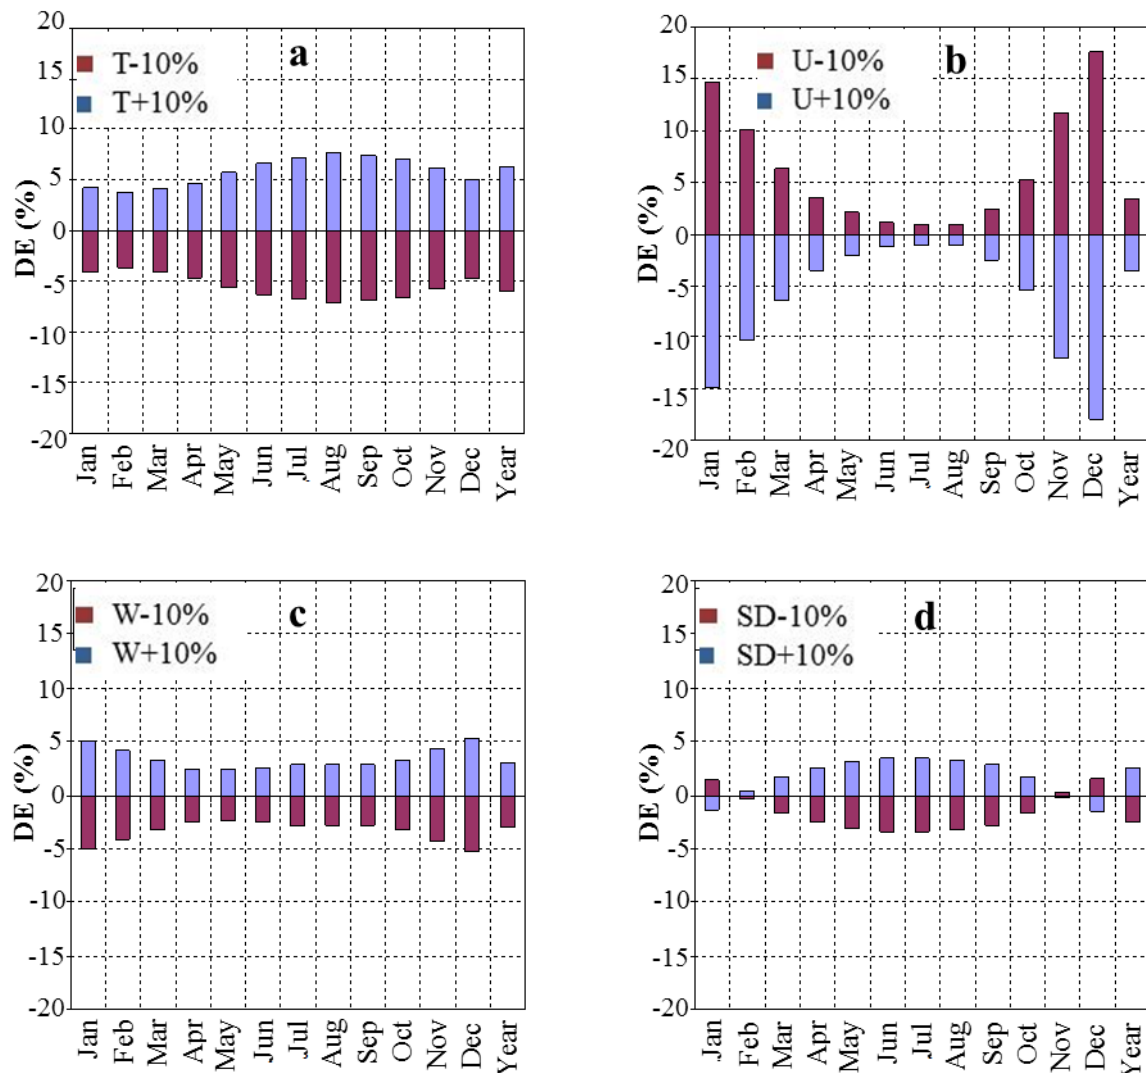 a
T-10%
T+10%
20
15
10
5
0
-5
-10
-15
-20
DE (%)
Jan Feb Mar Apr May Jun Jul Aug Sep Oct Nov Dec Year
b
U-10%
U+10%
20
15
10
5
0
-5
-10
-15
-20
DE (%)
Jan Feb Mar Apr May Jun Jul Aug Sep Oct Nov Dec Year
c
W-10%
W+10%
20
15
10
5
0
-5
-10
-15
-20
DE (%)
Jan Feb Mar Apr May Jun Jul Aug Sep Oct Nov Dec Year
d
SD-10%
SD+10%
20
15
10
5
0
-5
-10
-15
-20
DE (%)
Jan Feb Mar Apr May Jun Jul Aug Sep Oct Nov Dec Year